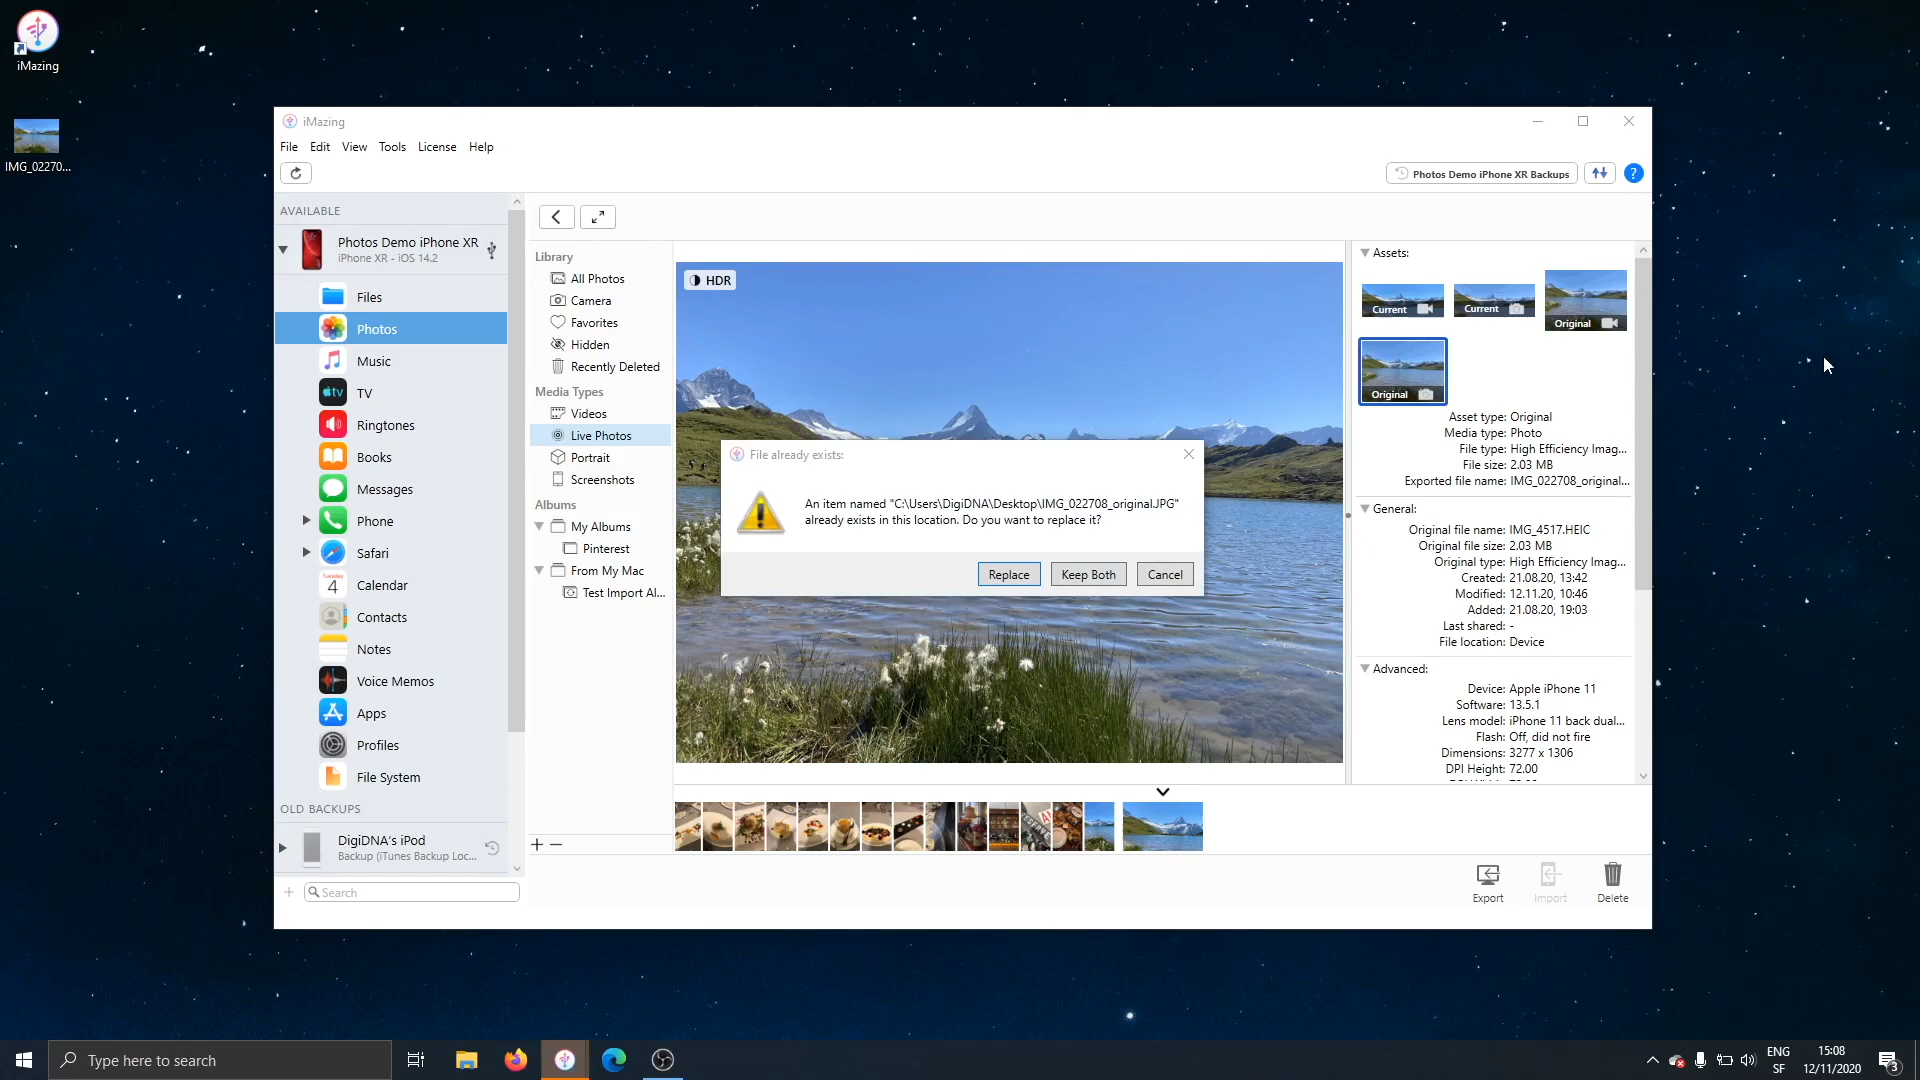 iMazing
IMG_02270...
iMazing
File Edit View Tools License Help
Photos Demo iPhone XR Backups
?
AVAILABLE
Photos Demo iPhone XR
iPhone XR - iOS 14.2
Files
Photos
Music
tv TV
Ringtones
Books
Messages
Phone
Safari
Tuesday
4
Calendar
Contacts
Notes
Voice Memos
Apps
Profiles
File System
OLD BACKUPS
DigiDNA's iPod
Backup (iTunes Backup Loc...
Search
Library
All Photos
Camera
Favorites
Hidden
Recently Deleted
Media Types
Videos
Live Photos
Portrait
Screenshots
Albums
My Albums
Pinterest
From My Mac
Test Import Al...
HDR
File already exists:
An item named "C:\Users\DigiDNA\Desktop\IMG_022708_original.JPG"
already exists in this location. Do you want to replace it?
Replace Keep Both Cancel
Assets:
Current Current Original
Original
Asset type: Original
Media type: Photo
File type: High Efficiency Imag...
File size: 2.03 MB
Exported file name: IMG_022708_original...
General:
Original file name: IMG_4517.HEIC
Original file size: 2.03 MB
Original type: High Efficiency Imag...
Created: 21.08.20, 13:42
Modified: 12.11.20, 10:46
Added: 21.08.20, 19:03
Last shared: -
File location: Device
Advanced:
Device: Apple iPhone 11
Software: 13.5.1
Lens model: iPhone 11 back dual...
Flash: Off, did not fire
Dimensions: 3277 x 1306
DPI Height: 72.00
Export Import Delete
Type here to search
ENG
SF
15:08
12/11/2020
3